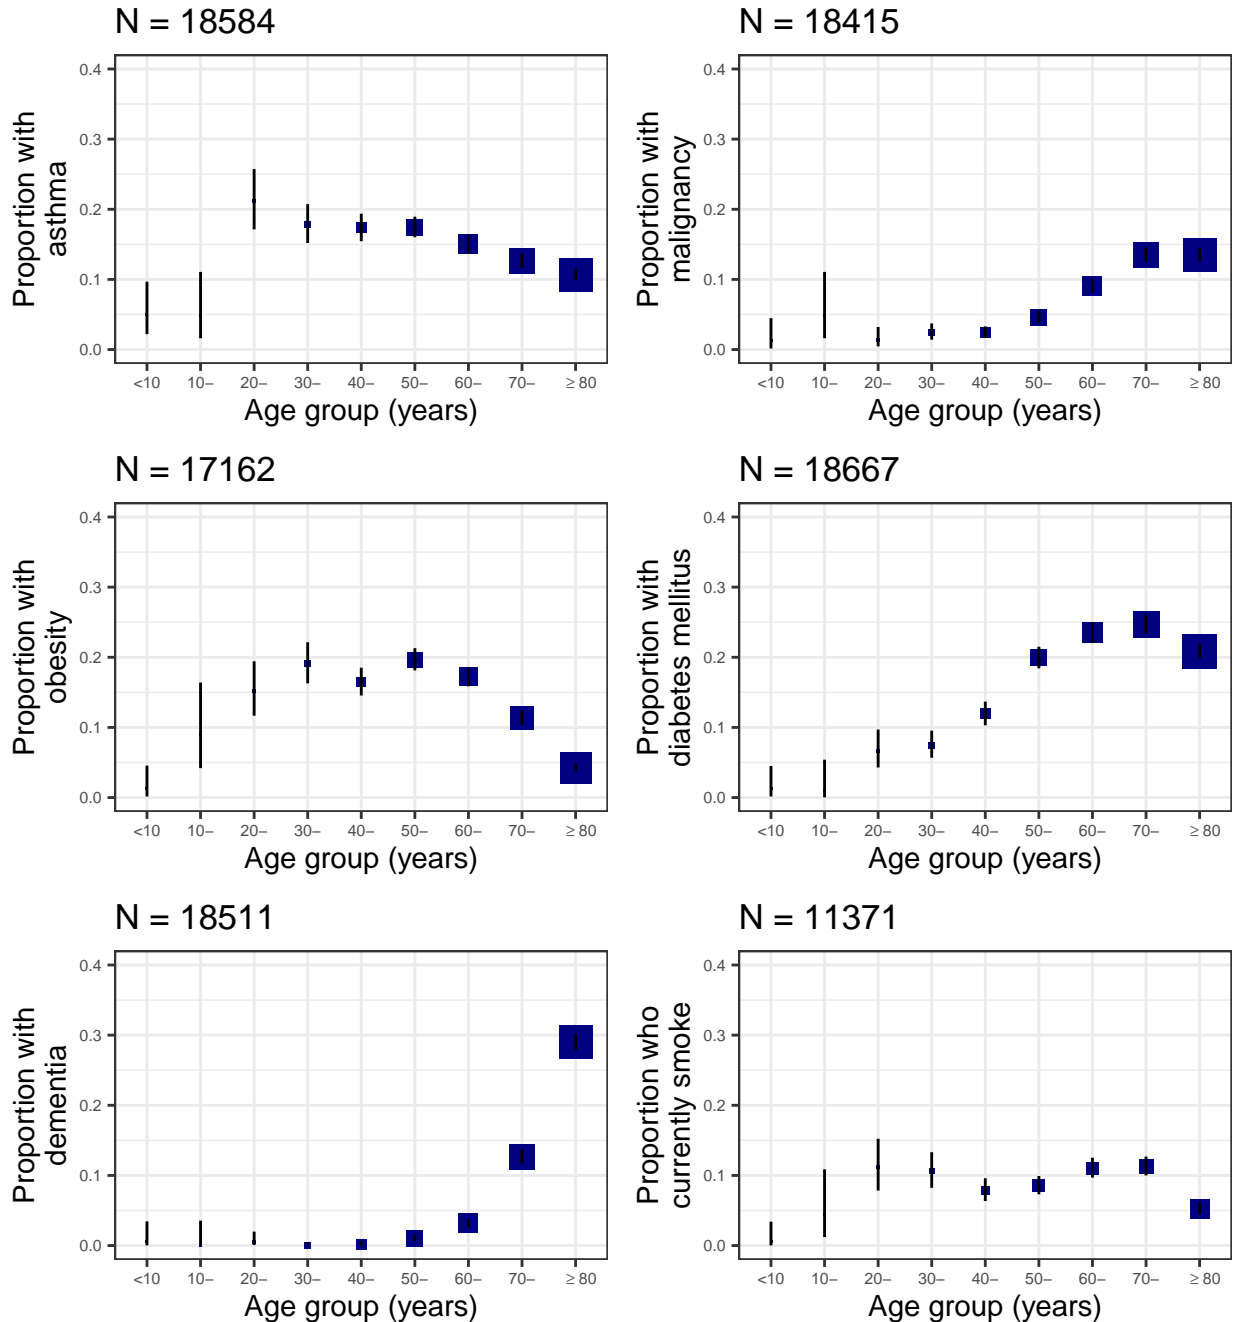 N = 18584
Proportion with
asthma
0.4
0.3
0.2
0.1
0.0
<10 10– 20– 30– 40– 50– 60– 70– ≥ 80
Age group (years)
N = 18415
Proportion with
malignancy
0.4
0.3
0.2
0.1
0.0
<10 10– 20– 30– 40– 50– 60– 70– ≥ 80
Age group (years)
N = 17162
Proportion with
obesity
0.4
0.3
0.2
0.1
0.0
<10 10– 20– 30– 40– 50– 60– 70– ≥ 80
Age group (years)
N = 18667
Proportion with
diabetes mellitus
0.4
0.3
0.2
0.1
0.0
<10 10– 20– 30– 40– 50– 60– 70– ≥ 80
Age group (years)
N = 18511
Proportion with
dementia
0.4
0.3
0.2
0.1
0.0
<10 10– 20– 30– 40– 50– 60– 70– ≥ 80
Age group (years)
N = 11371
Proportion who
currently smoke
0.4
0.3
0.2
0.1
0.0
<10 10– 20– 30– 40– 50– 60– 70– ≥ 80
Age group (years)